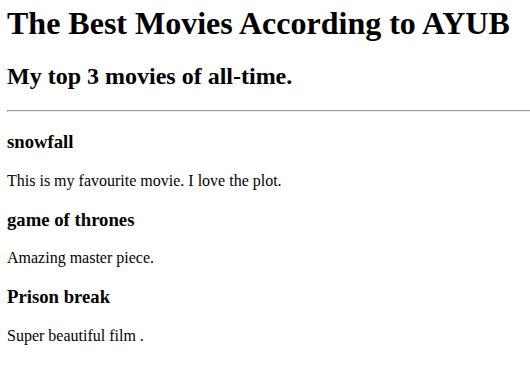 The Best Movies According to AYUB
My top 3 movies of all-time.
snowfall
This is my favourite movie. I love the plot.
game of thrones
Amazing master piece.
Prison break
Super beautiful film .